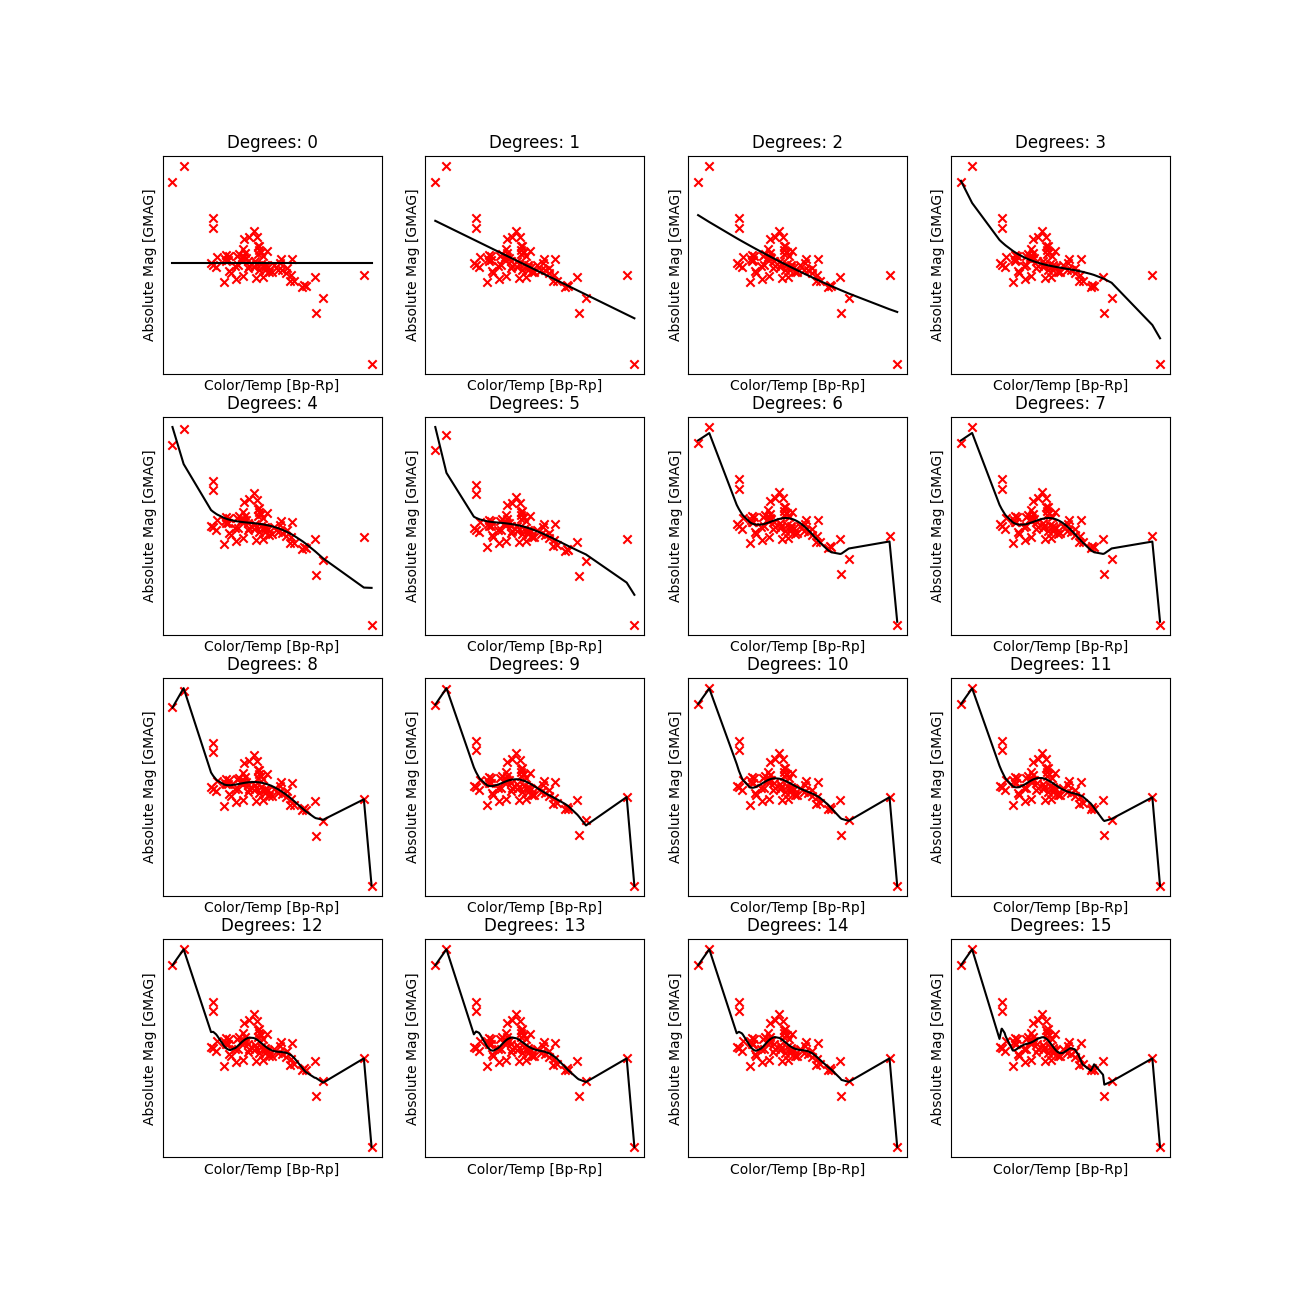 Degrees: 0
Absolute Mag [GMAG]
Color/Temp [Bp-Rp]
Degrees: 1
Absolute Mag [GMAG]
Color/Temp [Bp-Rp]
Degrees: 2
Absolute Mag [GMAG]
Color/Temp [Bp-Rp]
Degrees: 3
Absolute Mag [GMAG]
Color/Temp [Bp-Rp]
Degrees: 4
Absolute Mag [GMAG]
Color/Temp [Bp-Rp]
Degrees: 5
Absolute Mag [GMAG]
Color/Temp [Bp-Rp]
Degrees: 6
Absolute Mag [GMAG]
Color/Temp [Bp-Rp]
Degrees: 7
Absolute Mag [GMAG]
Color/Temp [Bp-Rp]
Degrees: 8
Absolute Mag [GMAG]
Color/Temp [Bp-Rp]
Degrees: 9
Absolute Mag [GMAG]
Color/Temp [Bp-Rp]
Degrees: 10
Absolute Mag [GMAG]
Color/Temp [Bp-Rp]
Degrees: 11
Absolute Mag [GMAG]
Color/Temp [Bp-Rp]
Degrees: 12
Absolute Mag [GMAG]
Color/Temp [Bp-Rp]
Degrees: 13
Absolute Mag [GMAG]
Color/Temp [Bp-Rp]
Degrees: 14
Absolute Mag [GMAG]
Color/Temp [Bp-Rp]
Degrees: 15
Absolute Mag [GMAG]
Color/Temp [Bp-Rp]